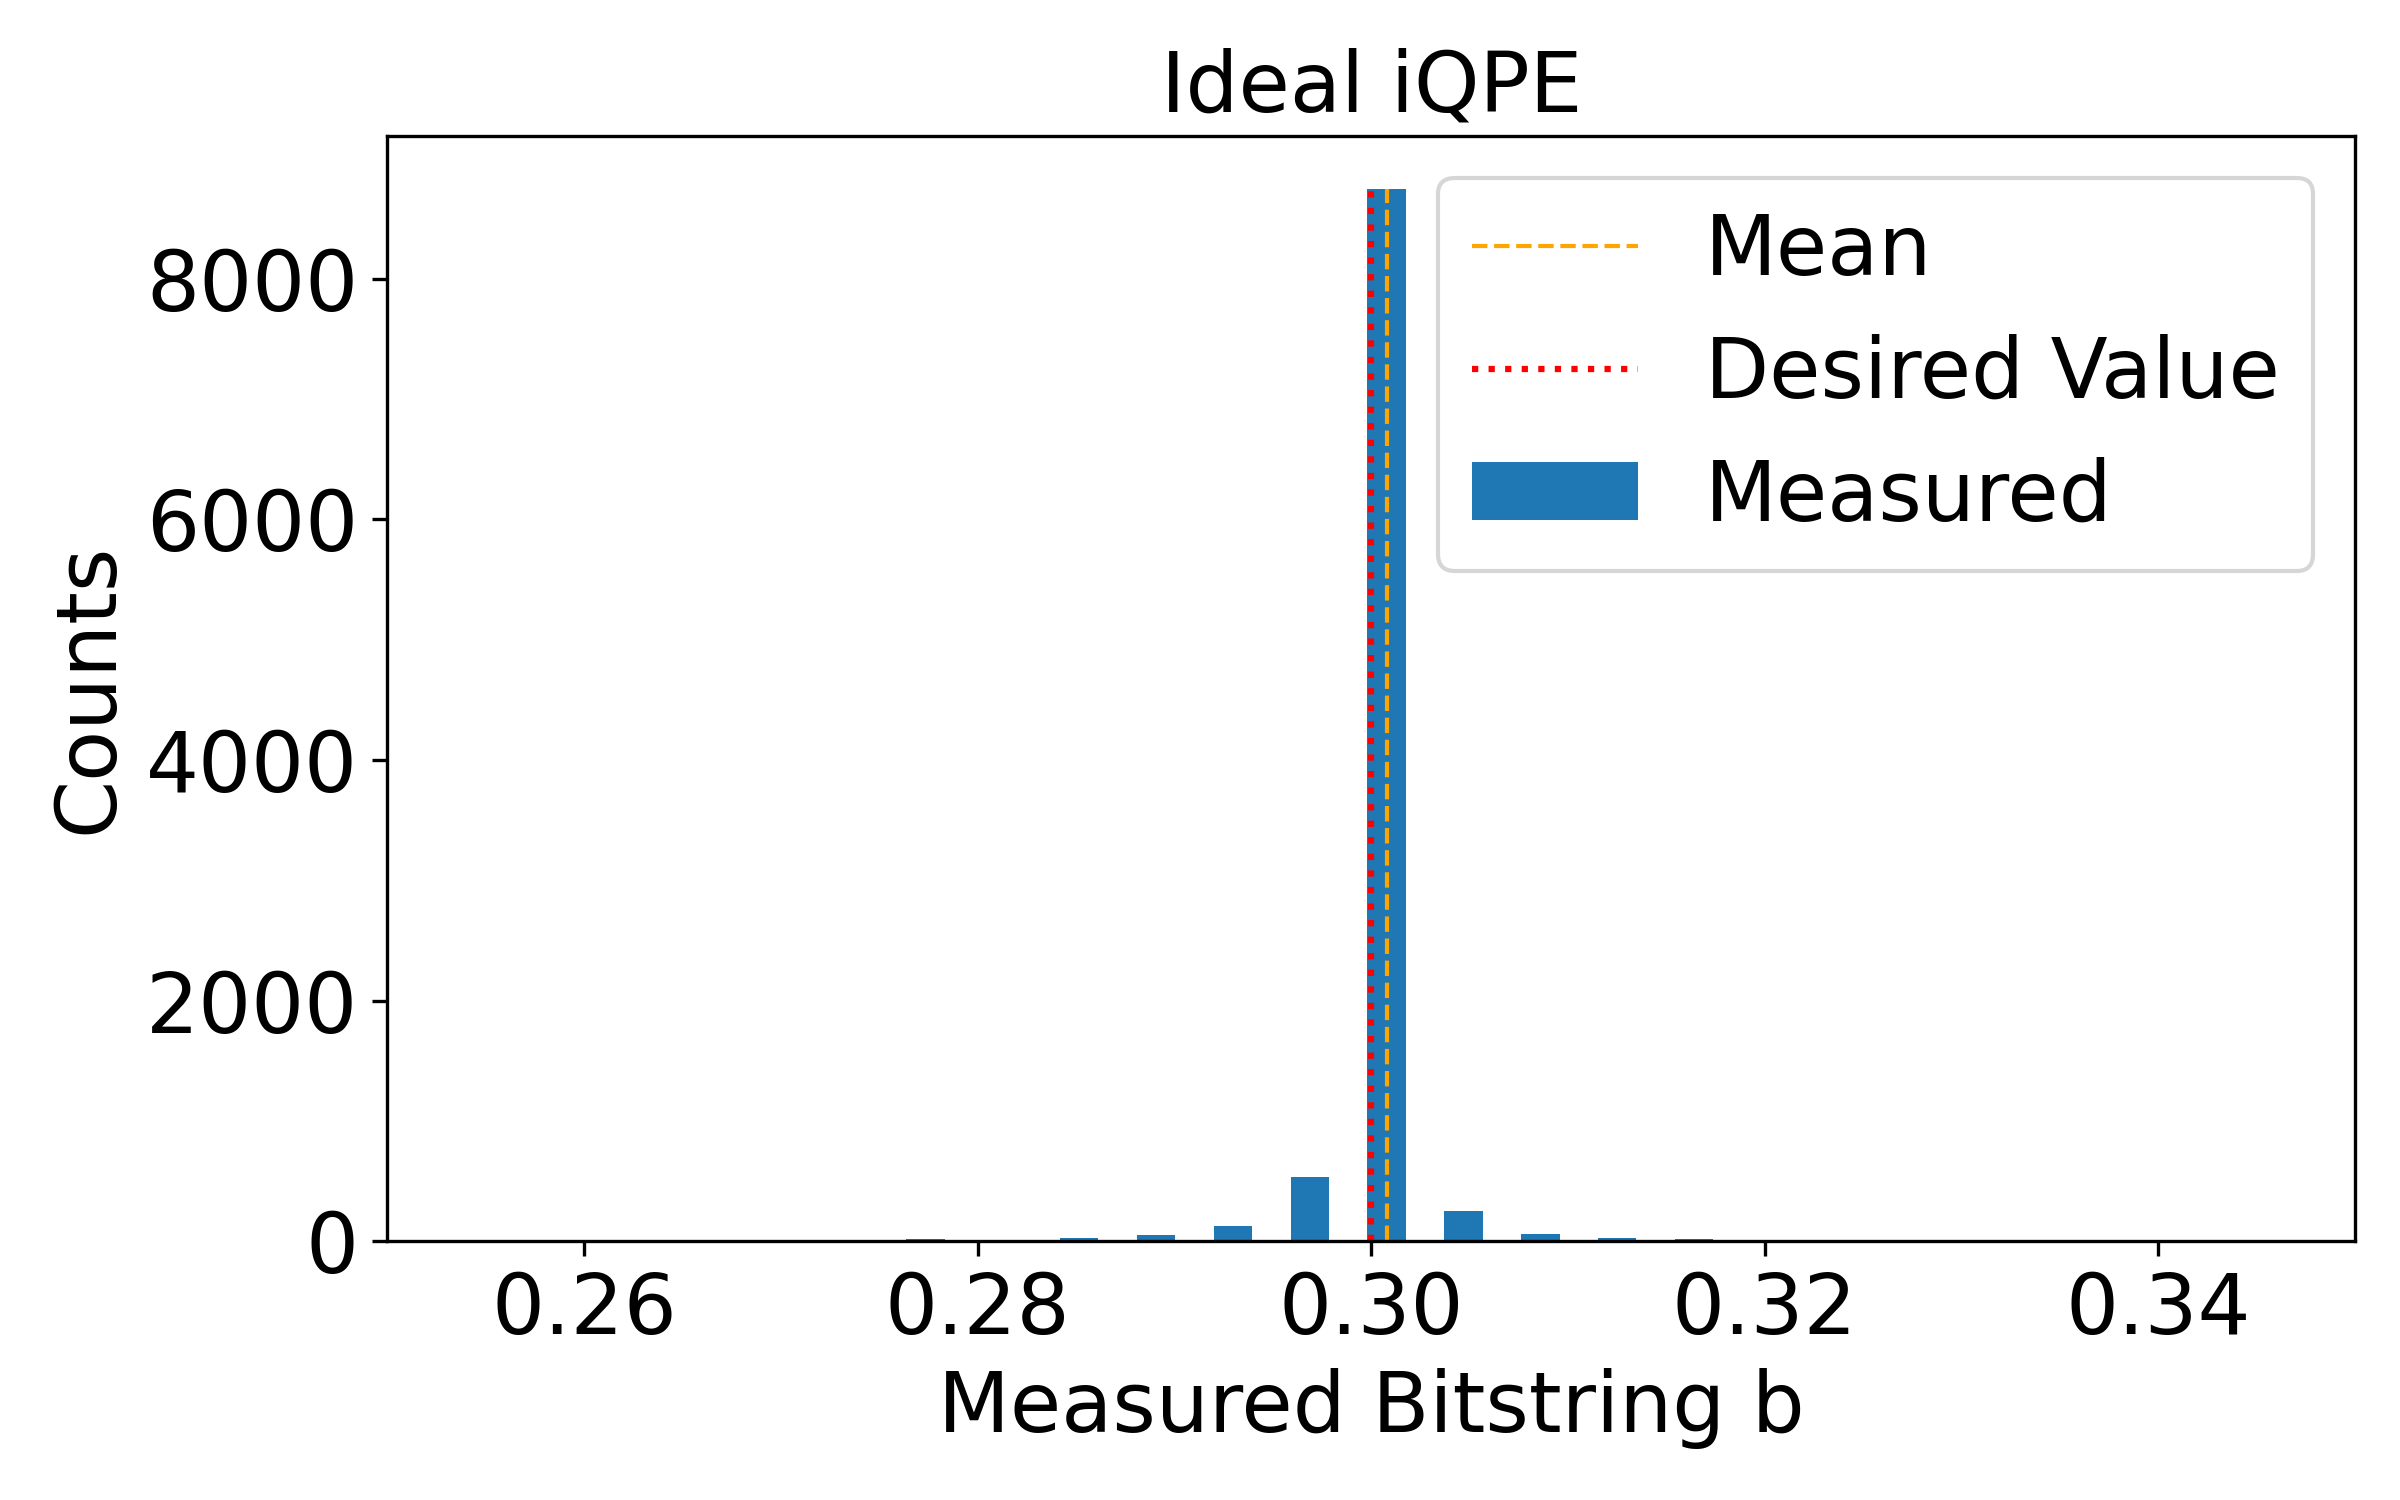 Ideal iQPE
Mean
Desired Value
Measured
8000
6000
4000
2000
0
Counts
0.26
0.28
0.30
0.32
0.34
Measured Bitstring b